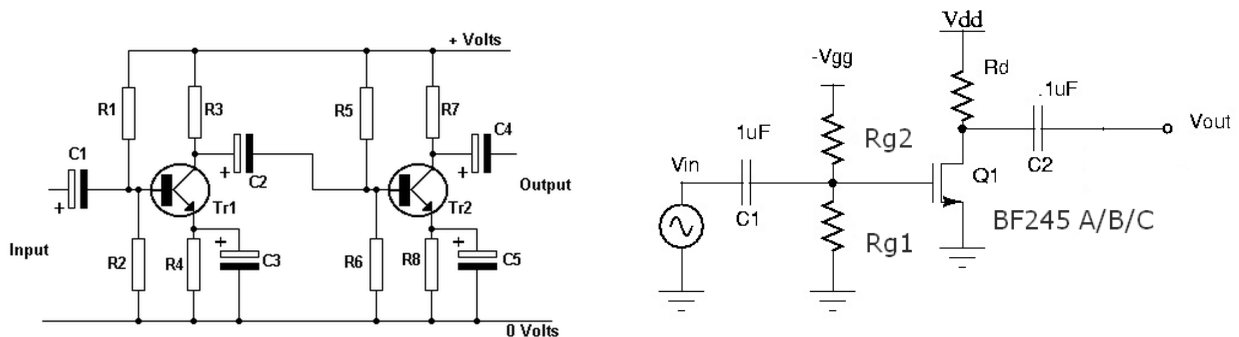 + Volts
R1
R3
R5
R7
C1
+
C2
+
C4
+
Tr1
Tr2
Output
Input
R2
R4
+
C3
R6
R8
+
C5
0 Volts
Vdd
-Vgg
Rd
.1uF
1uF
Rg2
Vin
Vout
C2
Q1
C1
BF245 A/B/C
Rg1